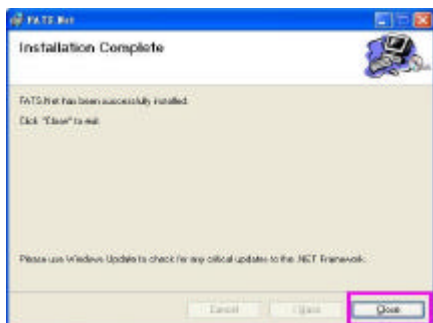 FATS.Net
Installation Complete
FATS.Net has been successfully installed.
Click "Close" to exit.
Please use Windows Update to check for any critical updates to the .NET Framework.
Cancel
< Back
Close